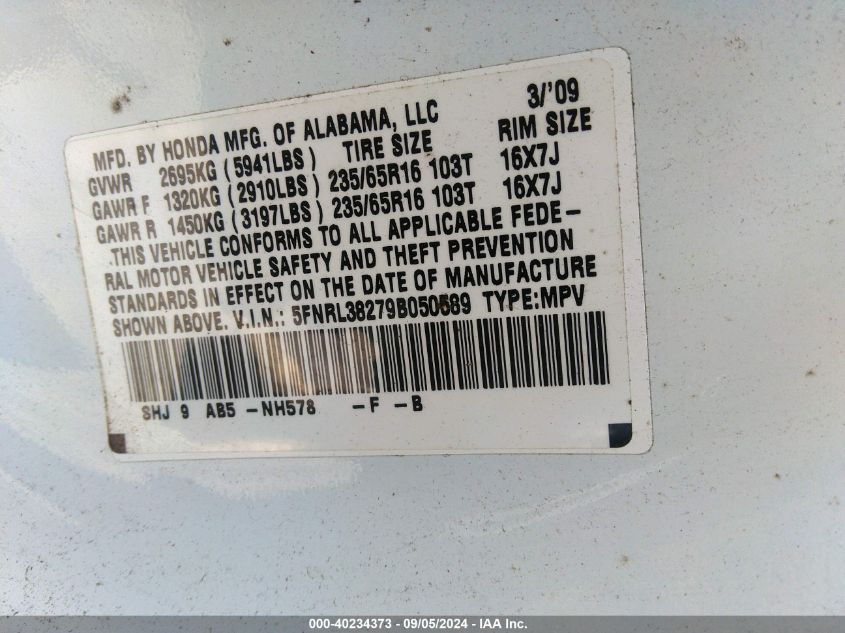 3/'09
MFD. BY HONDA MFG. OF ALABAMA, LLC
GVWR 2695KG (5941LBS) TIRE SIZE RIM SIZE
GAWR F 1320KG (2910LBS) 235/65R16 103T 16X7J
GAWR R 1450KG (3197LBS) 235/65R16 103T 16X7J
.THIS VEHICLE CONFORMS TO ALL APPLICABLE FEDE-
RAL MOTOR VEHICLE SAFETY AND THEFT PREVENTION
STANDARDS IN EFFECT ON THE DATE OF MANUFACTURE
SHOWN ABOVE. V.I.N.: 5FNRL38279B050589 TYPE:MPV
SHJ 9 AB5 -NH578 -F -B
000-40234373 - 09/05/2024 - IAA Inc.